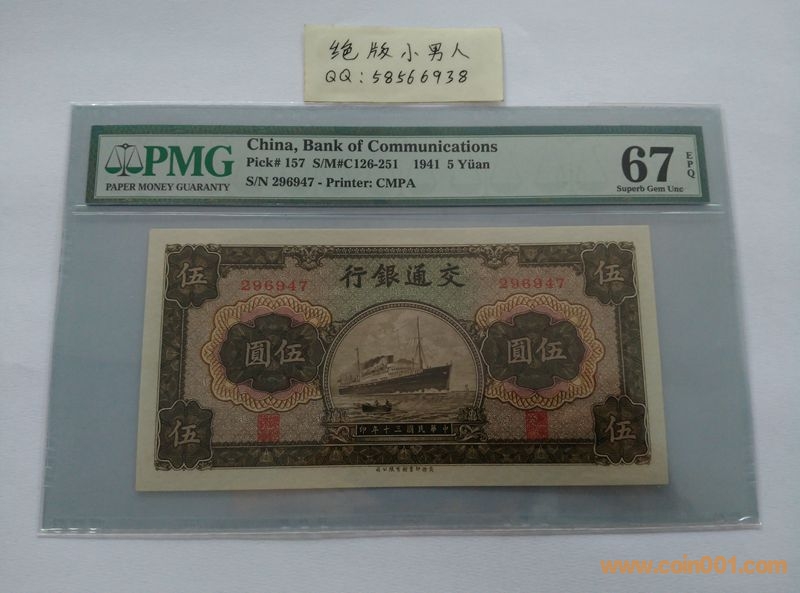 绝版小男人
QQ:58566938
PMG
PAPER MONEY GUARANTY
China, Bank of Communications
Pick# 157 S/M#C126-251 1941 5 Yüan
S/N 296947 - Printer: CMPA
67 EPQ
Superb Gem Unc
伍 伍
行銀通交
296947 296947
圓伍 圓伍
印年十三國民華中
伍 伍
www.coin001.com